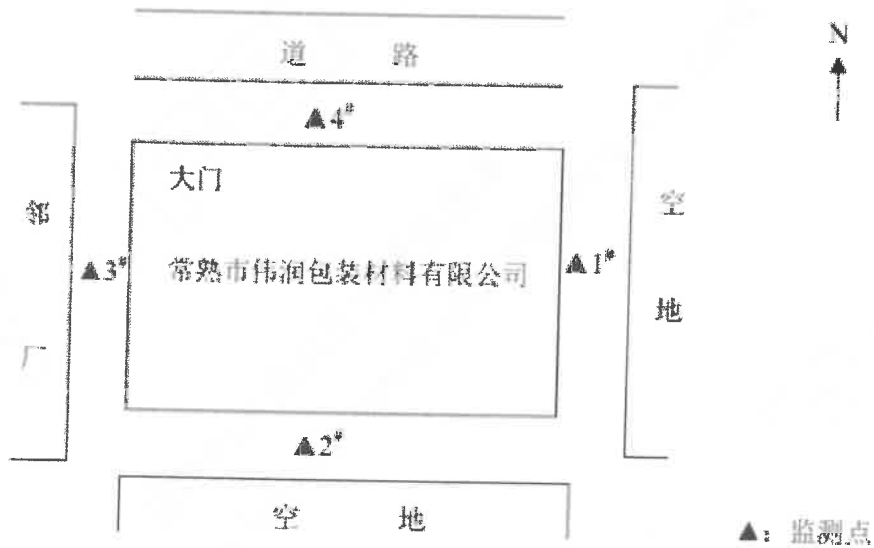 道 路
N
▲4#
大门
邻
厂
▲3#
常熟市伟润包装材料有限公司
▲1#
空
地
▲2#
空 地
▲：监测点